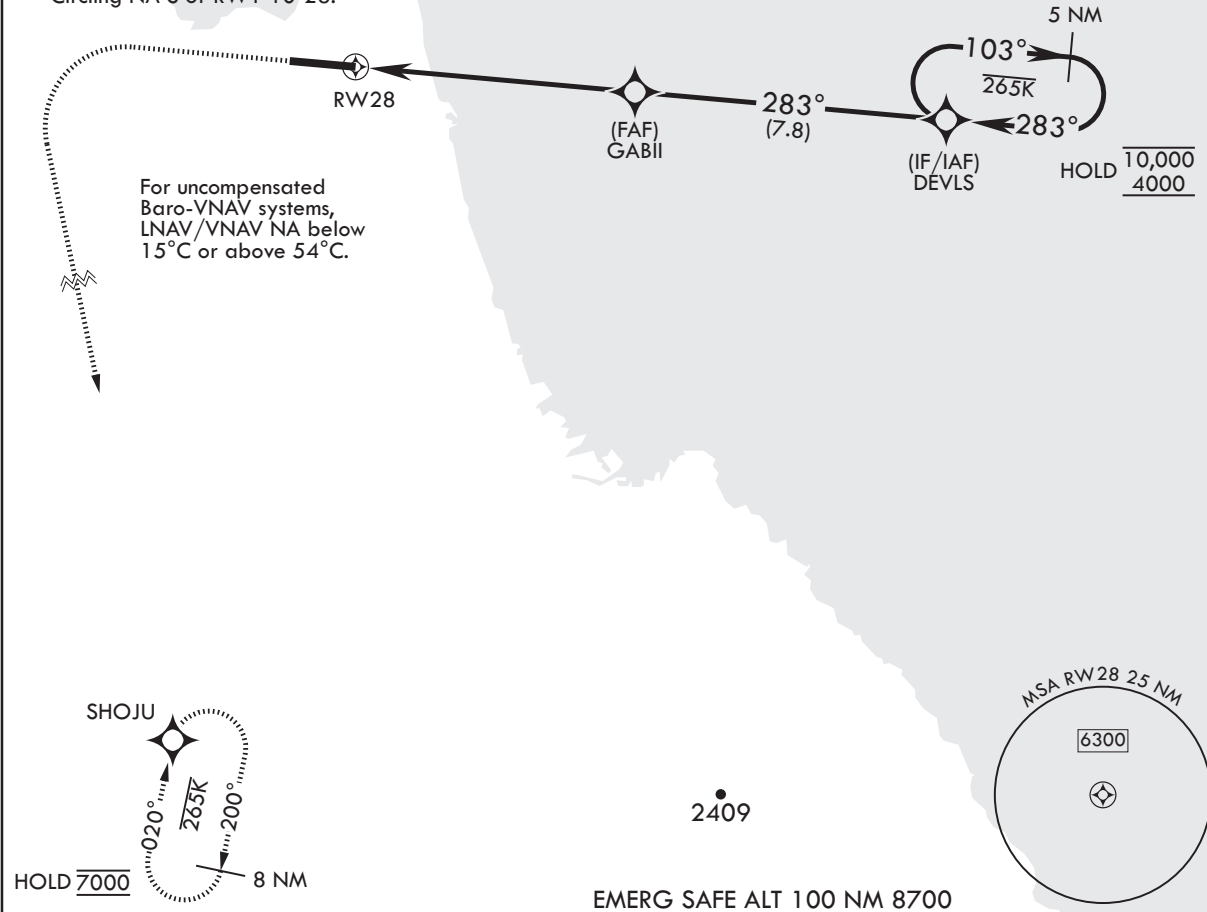 5 NM
103°
265K
283°
HOLD 10,000
4000
RW28
(FAF)
GABII
283°
(7.8)
(IF/IAF)
DEVLS
For uncompensated
Baro-VNAV systems,
LNAV/VNAV NA below
15°C or above 54°C.
SHOJU
020°
265K
200°
HOLD 7000
8 NM
2409
MSA RW28 25 NM
6300
EMERG SAFE ALT 100 NM 8700